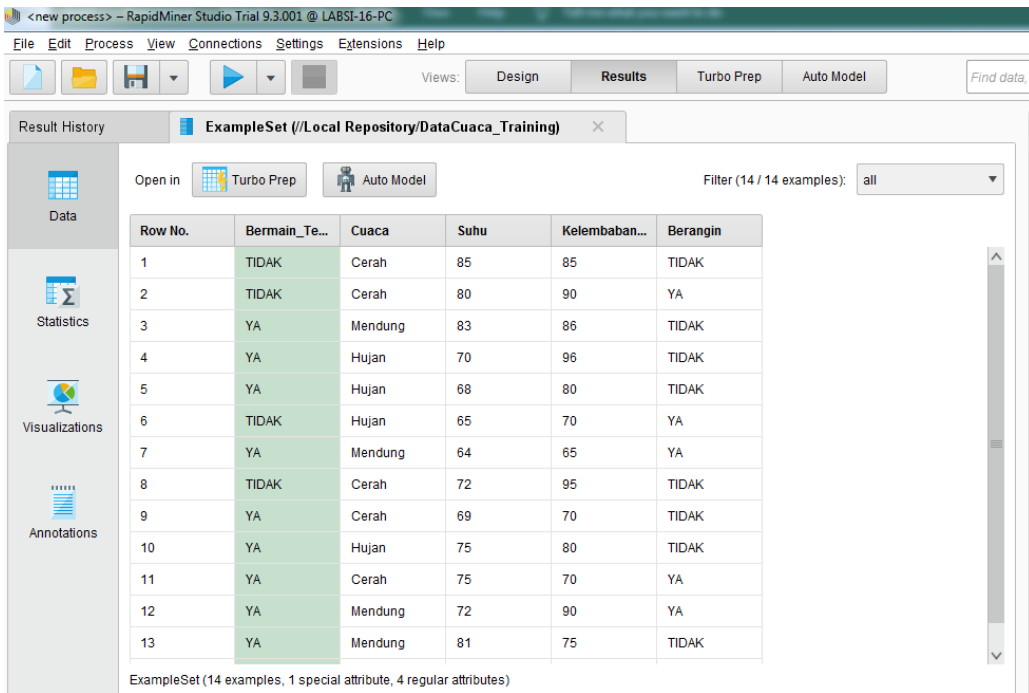 <new process> – RapidMiner Studio Trial 9.3.001 @ LABSI-16-PC
File Edit Process View Connections Settings Extensions Help
Views: Design Results Turbo Prep Auto Model Find data,
Result History ExampleSet (//Local Repository/DataCuaca_Training)
Open in Turbo Prep Auto Model Filter (14 / 14 examples): all
Data
Statistics
Visualizations
Annotations
Row No. Bermain_Te... Cuaca Suhu Kelembaban... Berangin
1 TIDAK Cerah 85 85 TIDAK
2 TIDAK Cerah 80 90 YA
3 YA Mendung 83 86 TIDAK
4 YA Hujan 70 96 TIDAK
5 YA Hujan 68 80 TIDAK
6 TIDAK Hujan 65 70 YA
7 YA Mendung 64 65 YA
8 TIDAK Cerah 72 95 TIDAK
9 YA Cerah 69 70 TIDAK
10 YA Hujan 75 80 TIDAK
11 YA Cerah 75 70 YA
12 YA Mendung 72 90 YA
13 YA Mendung 81 75 TIDAK
ExampleSet (14 examples, 1 special attribute, 4 regular attributes)